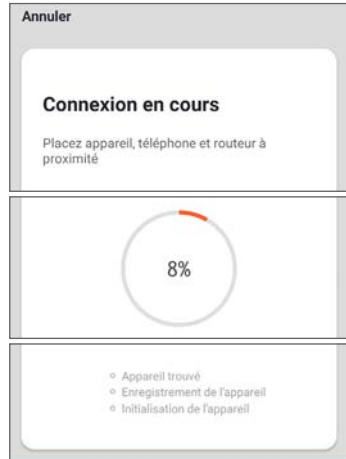 Annuler
Connexion en cours
Placez appareil, téléphone et routeur à
proximité
8%
Appareil trouvé
Enregistrement de l'appareil
Initialisation de l'appareil